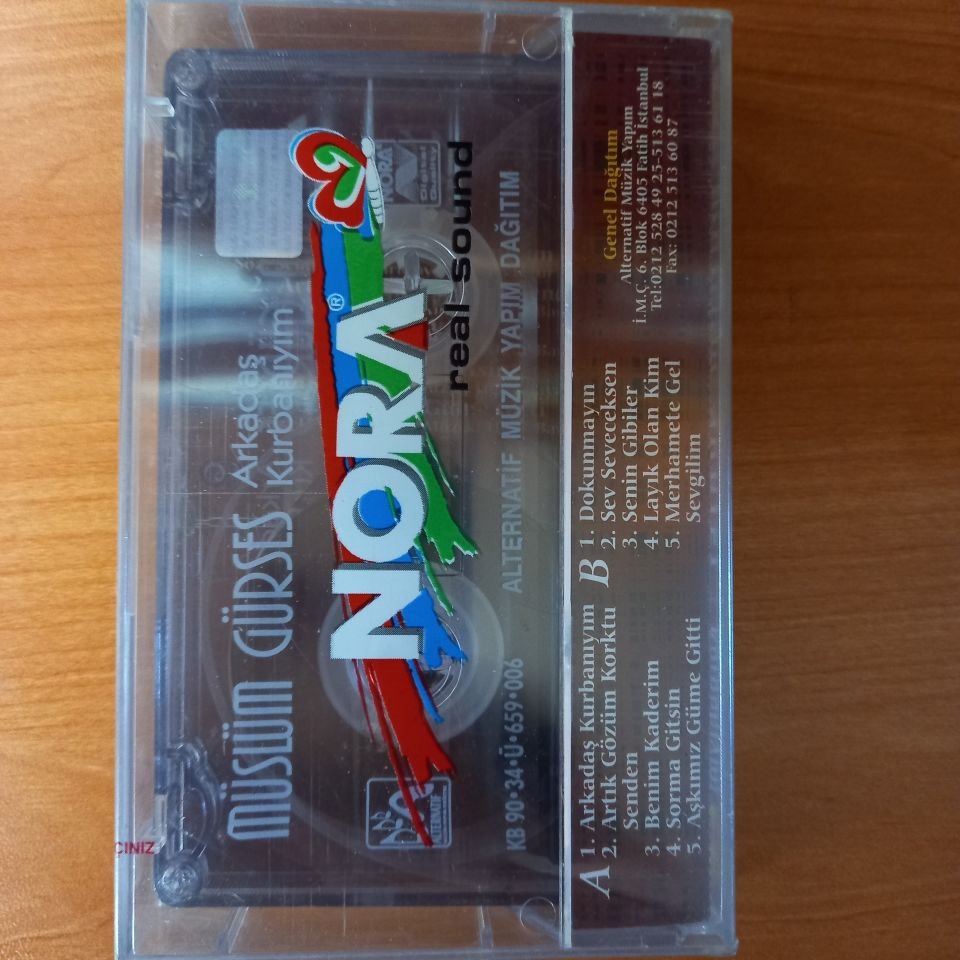 MÜSLÜM GÜRSES
Arkadaş
Kurbanıyım
NORA®
real sound
ALTERNATİF
KB 90·34·Ü·659·006 ALTERNATİF MÜZİK YAPIM DAĞITIM
A
1. Arkadaş Kurbanıyım
2. Artık Gözüm Korktu
Senden
3. Benim Kaderim
4. Sorma Gitsin
5. Aşkımız Güme Gitti
B
1. Dokunmayın
2. Sev Seveceksen
3. Senin Gibiler
4. Layık Olan Kim
5. Merhamete Gel
Sevgilim
Genel Dağıtım
Alternatif Müzik Yapım
İ.M.Ç. 6. Blok 6405 Fatih İstanbul
Tel:0212 528 49 25-513 61 18
Fax: 0212 513 60 87